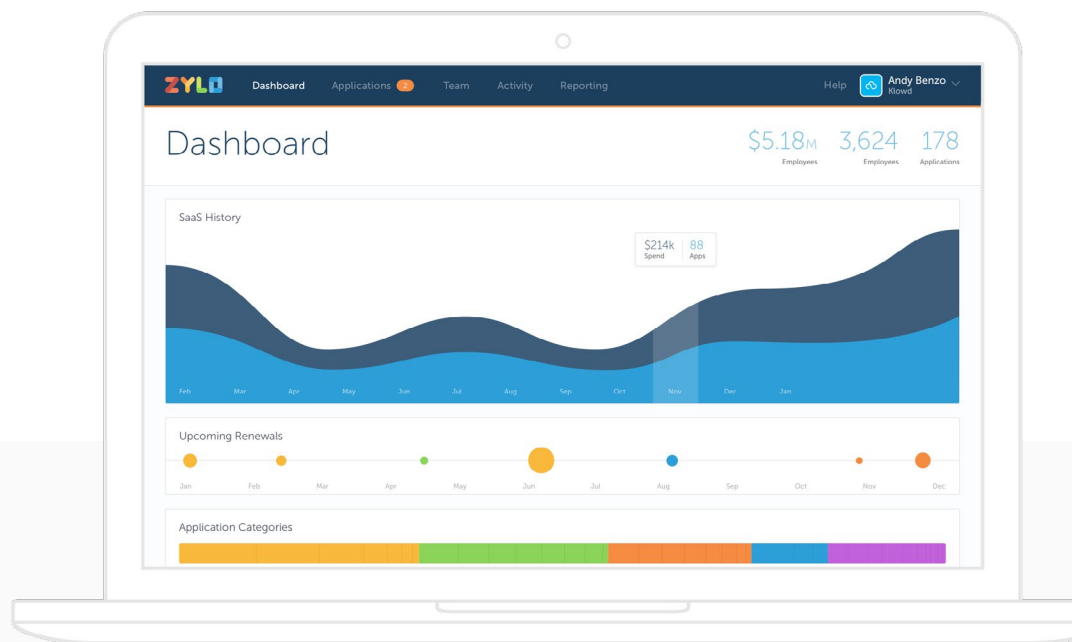 ZYLO Dashboard Applications 2 Team Activity Reporting Help Andy Benzo
Klowd
Dashboard
$5.18M 3,624 178
Employees Employees Applications
SaaS History
$214k 88
Spend Apps
Feb Mar Apr May Jun Jul Aug Sep Oct Nov Dec Jan
Upcoming Renewals
Jan Feb Mar Apr May Jun Jul Aug Sep Oct Nov Dec
Application Categories